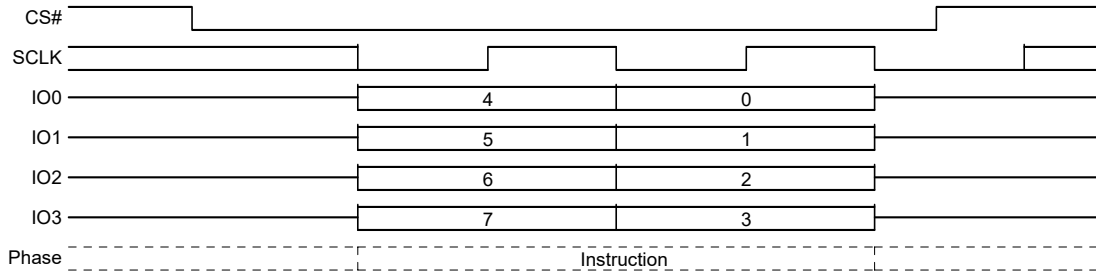 CS#
SCLK
IO0 4 0
IO1 5 1
IO2 6 2
IO3 7 3
Phase Instruction